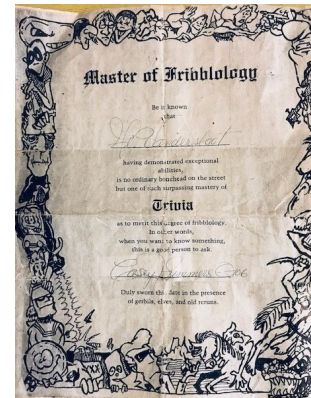 Master of Fribblology
Be it known
that
having demonstrated exceptional
abilities,
is no ordinary bonehead on the street
but one of such surpassing mastery of
Trivia
as to merit this degree of fribblology.
In other words,
when you want to know something,
this is a good person to ask.
Duly sworn this date in the presence
of gerbils, elves, and old reruns.